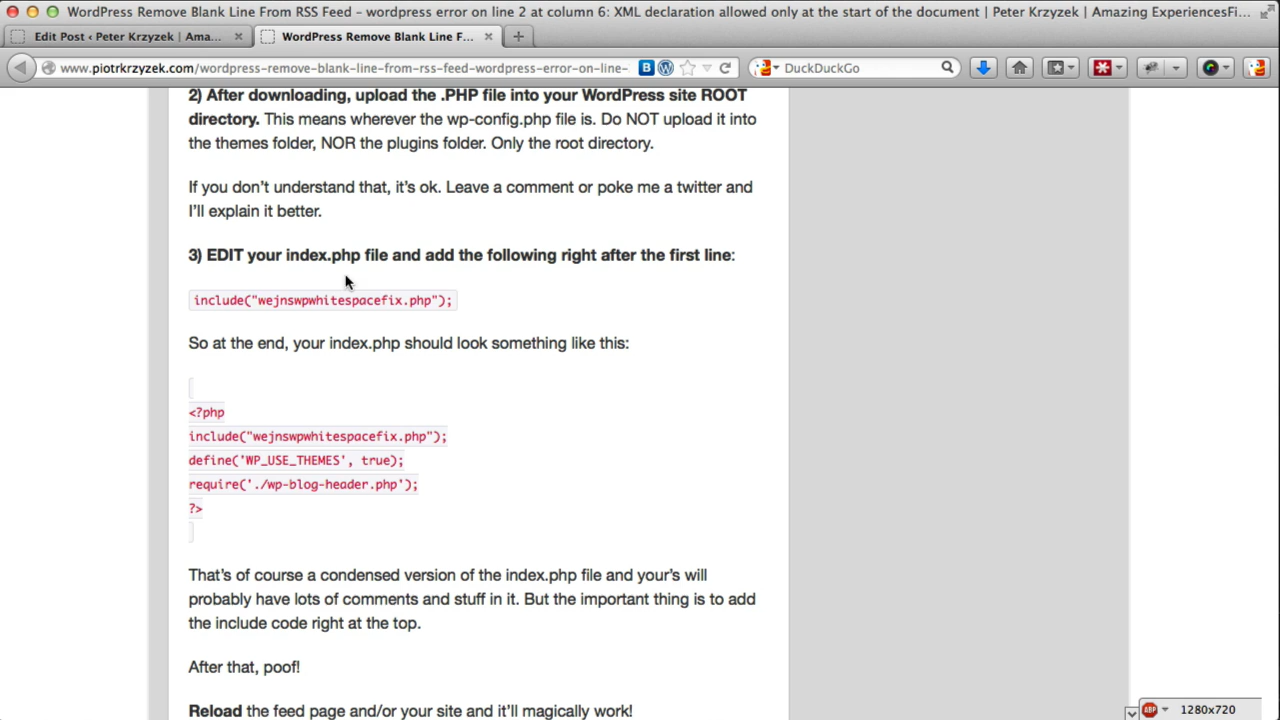 WordPress Remove Blank Line From RSS Feed – wordpress error on line 2 at column 6: XML declaration allowed only at the start of the document | Peter Krzyzek | Amazing ExperiencesFi...
Edit Post ‹ Peter Krzyzek | Ama...
WordPress Remove Blank Line F...
www.piotrkrzyzek.com/wordpress-remove-blank-line-from-rss-feed-wordpress-error-on-line-
DuckDuckGo
2) After downloading, upload the .PHP file into your WordPress site ROOT
directory. This means wherever the wp-config.php file is. Do NOT upload it into
the themes folder, NOR the plugins folder. Only the root directory.
If you don’t understand that, it’s ok. Leave a comment or poke me a twitter and
I’ll explain it better.
3) EDIT your index.php file and add the following right after the first line:
include("wejnswpwhitespacefix.php");
So at the end, your index.php should look something like this:
<?php
include("wejnswpwhitespacefix.php");
define('WP_USE_THEMES', true);
require('./wp-blog-header.php');
?>
That’s of course a condensed version of the index.php file and your’s will
probably have lots of comments and stuff in it. But the important thing is to add
the include code right at the top.
After that, poof!
Reload the feed page and/or your site and it’ll magically work!
ABP
1280x720